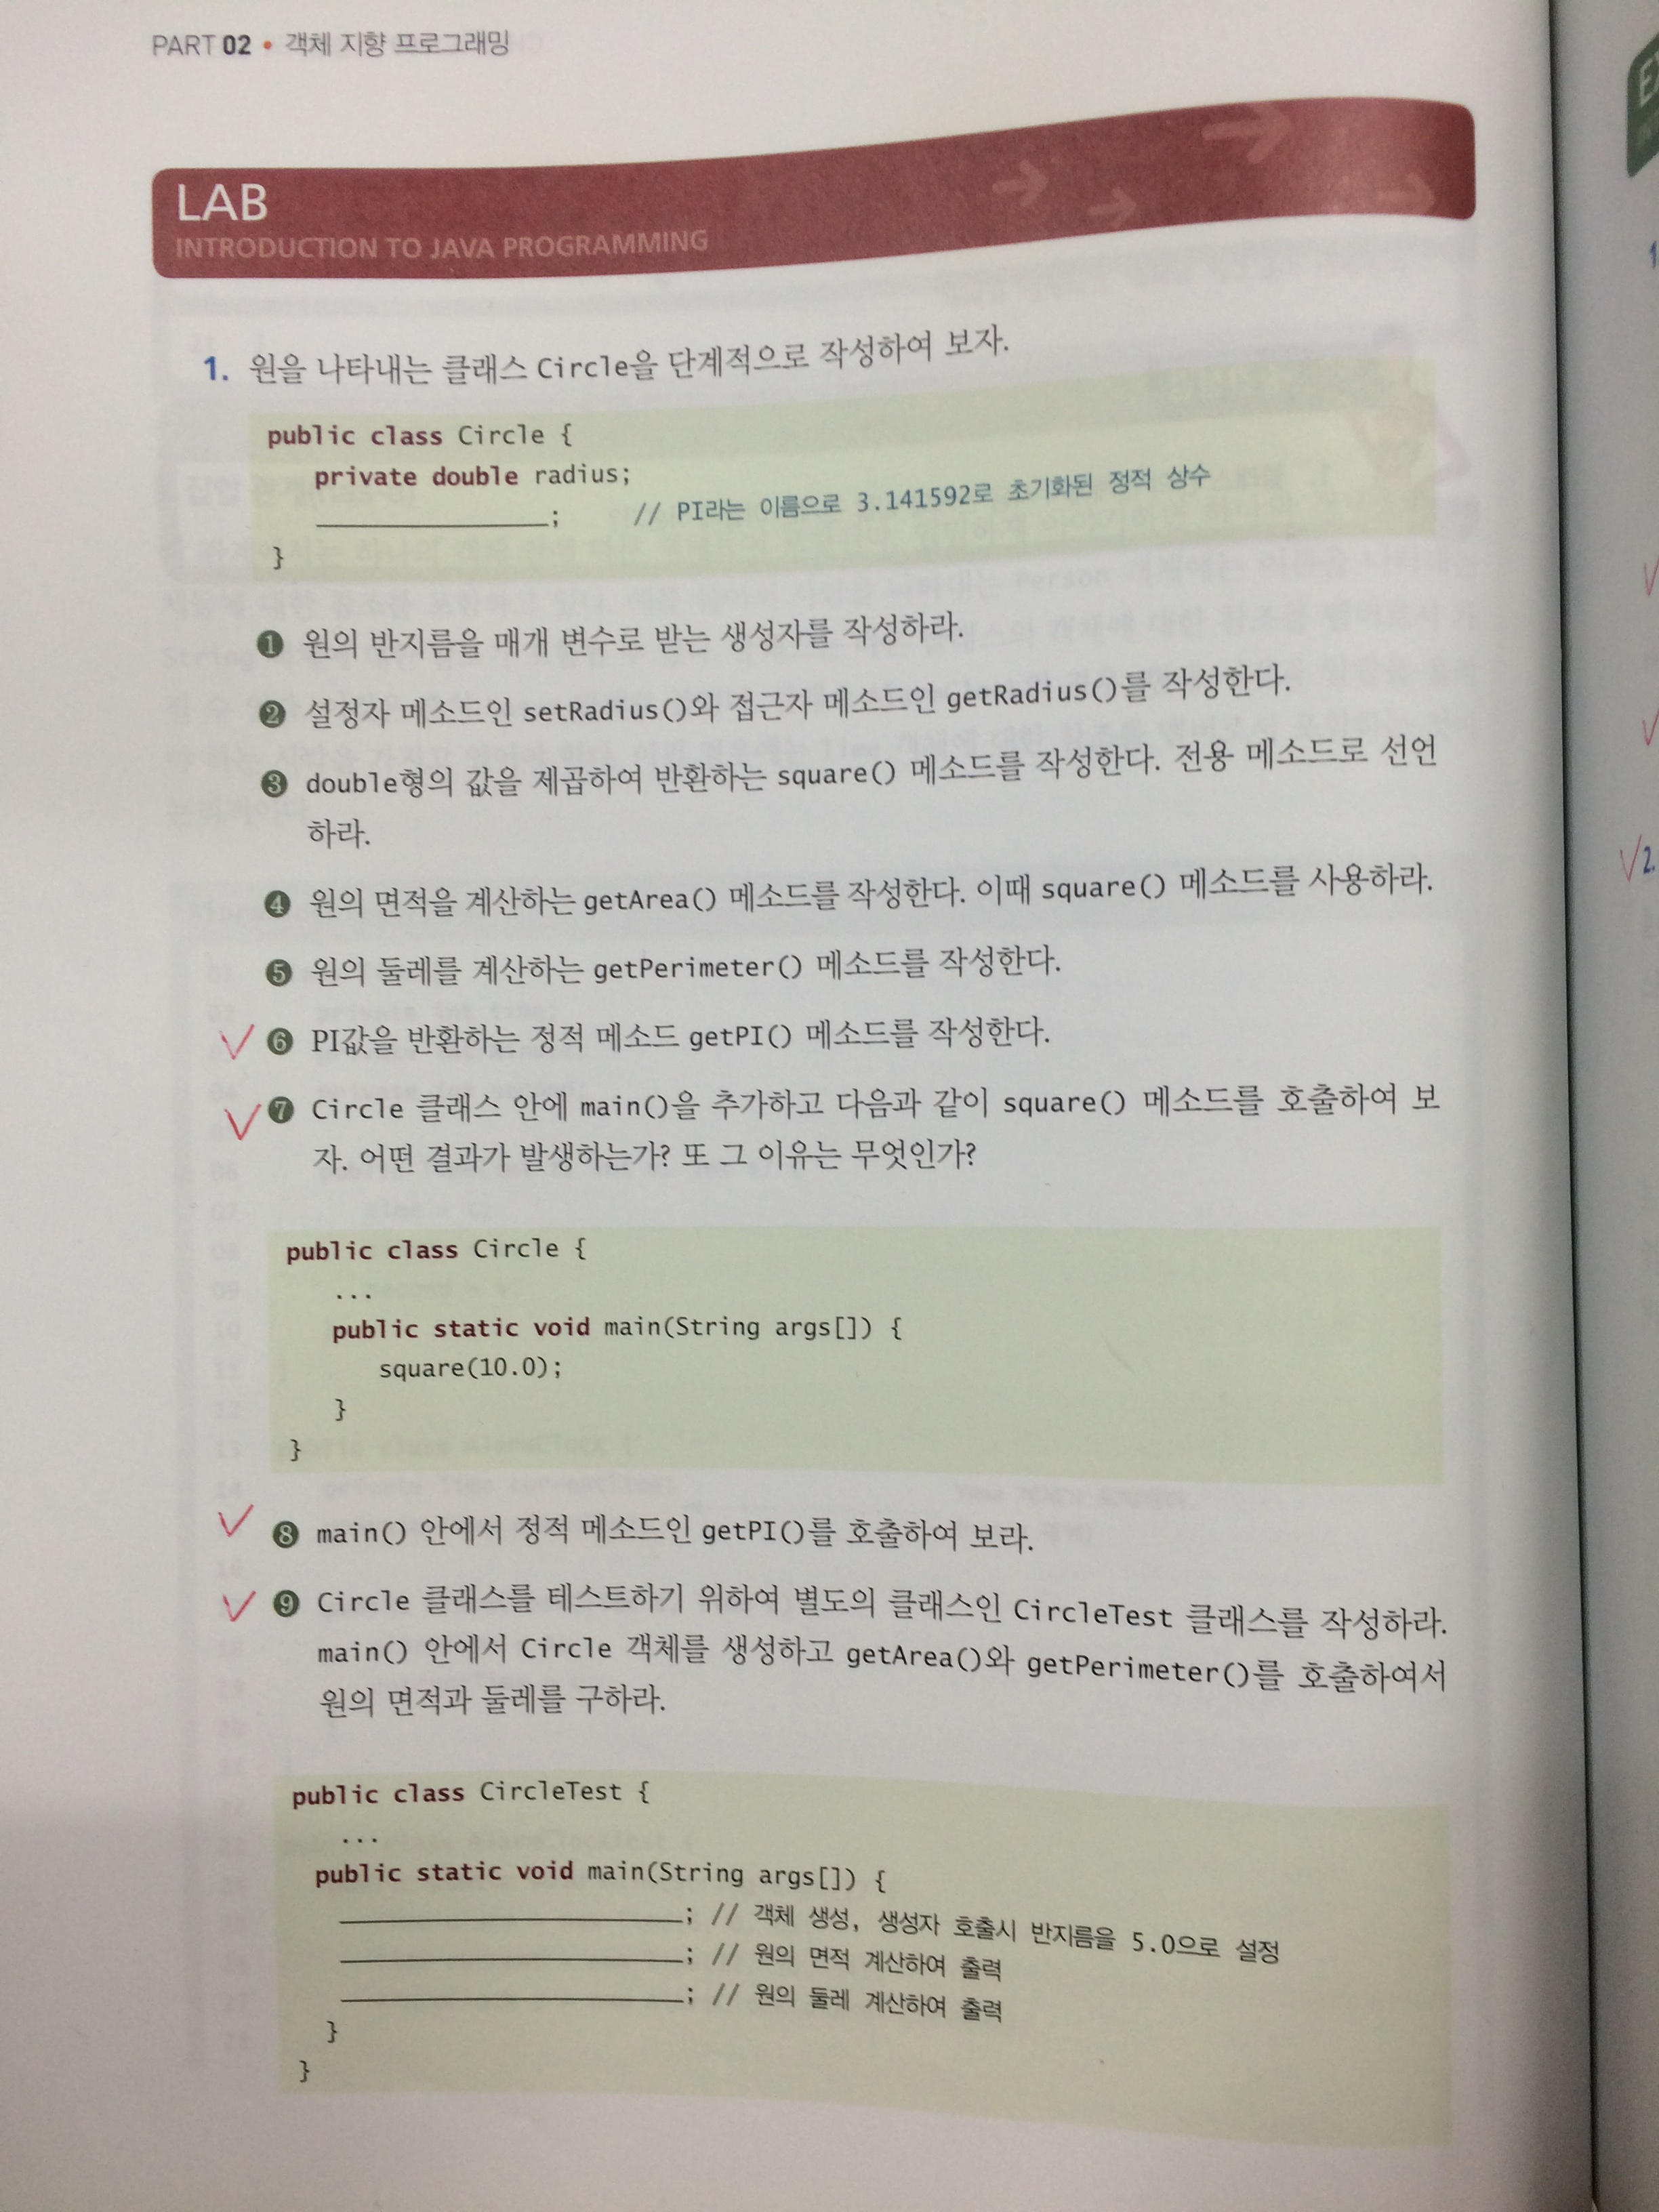 PART 02 • 객체 지향 프로그래밍
LAB
INTRODUCTION TO JAVA PROGRAMMING
1. 원을 나타내는 클래스 Circle을 단계적으로 작성하여 보자.
public class Circle {
private double radius;
____________; // PI라는 이름으로 3.141592로 초기화된 정적 상수
}
❶ 원의 반지름을 매개 변수로 받는 생성자를 작성하라.
❷ 설정자 메소드인 setRadius()와 접근자 메소드인 getRadius()를 작성한다.
❸ double형의 값을 제곱하여 반환하는 square() 메소드를 작성한다. 전용 메소드로 선언
하라.
❹ 원의 면적을 계산하는 getArea() 메소드를 작성한다. 이때 square() 메소드를 사용하라.
❺ 원의 둘레를 계산하는 getPerimeter() 메소드를 작성한다.
❻ PI값을 반환하는 정적 메소드 getPI() 메소드를 작성한다.
❼ Circle 클래스 안에 main()을 추가하고 다음과 같이 square() 메소드를 호출하여 보
자. 어떤 결과가 발생하는가? 또 그 이유는 무엇인가?
public class Circle {
...
public static void main(String args[]) {
square(10.0);
}
}
❽ main() 안에서 정적 메소드인 getPI()를 호출하여 보라.
❾ Circle 클래스를 테스트하기 위하여 별도의 클래스인 CircleTest 클래스를 작성하라.
main() 안에서 Circle 객체를 생성하고 getArea()와 getPerimeter()를 호출하여서
원의 면적과 둘레를 구하라.
public class CircleTest {
...
public static void main(String args[]) {
__________________; // 객체 생성, 생성자 호출시 반지름을 5.0으로 설정
__________________; // 원의 면적 계산하여 출력
__________________; // 원의 둘레 계산하여 출력
}
}
2.